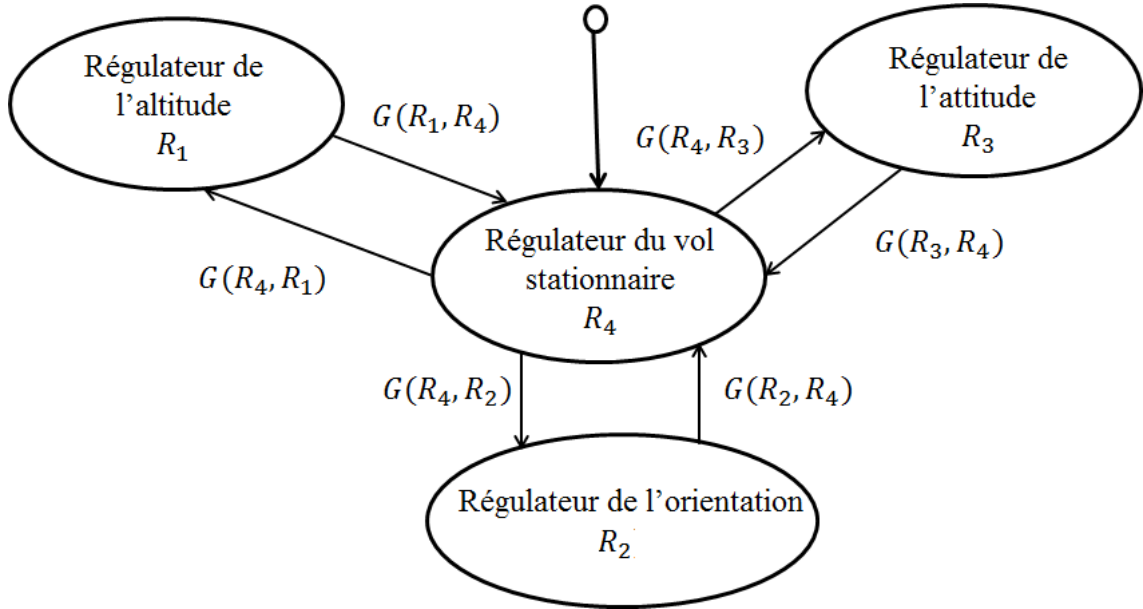 Régulateur de
l’altitude
R₁
G(R₁, R₄)
G(R₄, R₁)
Régulateur de
l’attitude
R₃
G(R₄, R₃)
G(R₃, R₄)
Régulateur du vol
stationnaire
R₄
G(R₄, R₂)
G(R₂, R₄)
Régulateur de l’orientation
R₂